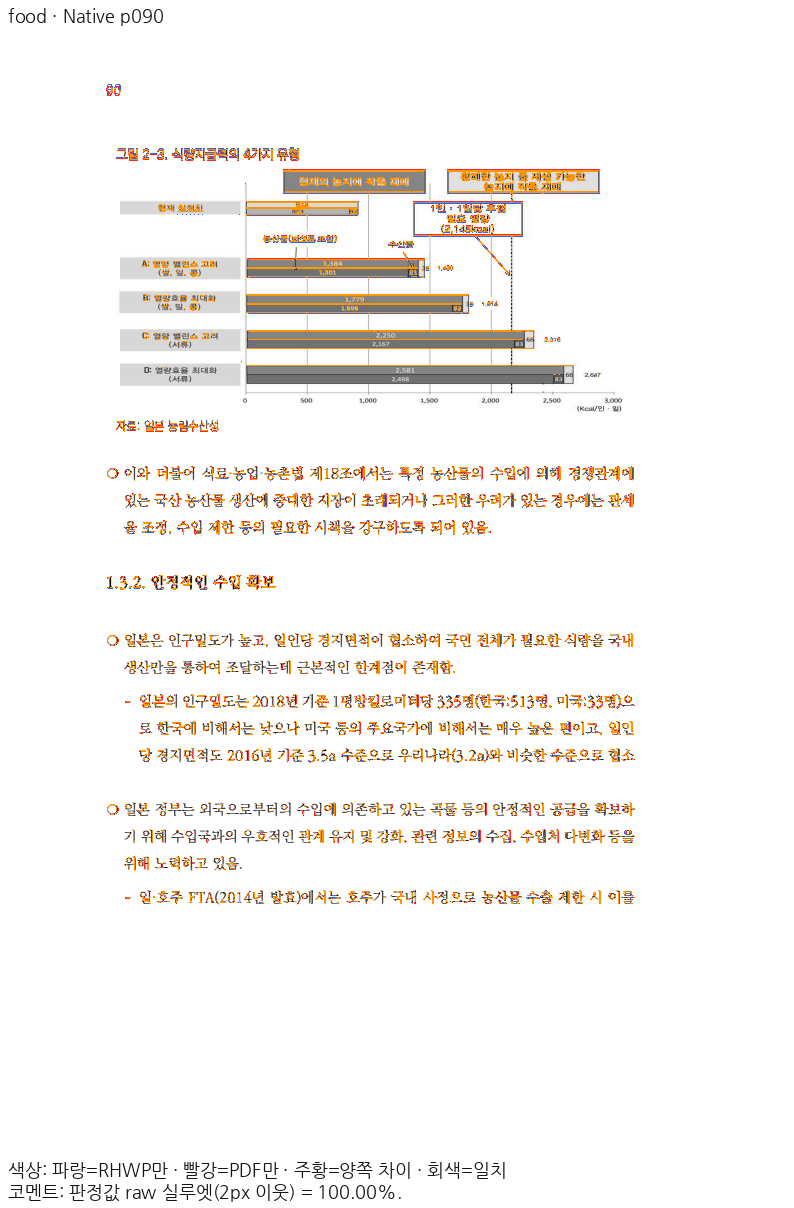 food · Native p090
90
그림 2-3. 식량자급력의 4가지 유형
현재의 농지에 작물 재배
황폐한 농지 중 재생 가능한
농지에 작물 재배
현재 실적치
1인·1일당 추정
필요 열량
(2,145kcal)
수산물
A: 열량 밸런스 고려
(쌀, 밀, 콩)
1,384
1,301
B: 열량효율 최대화
(쌀, 밀, 콩)
1,779
1,696
C: 열량 밸런스 고려
(서류)
2,250
2,167
83
66
2,316
D: 열량효율 최대화
(서류)
2,581
2,498
83
66
2,647
0 500 1,000 1,500 2,000 2,500 3,000
(Kcal/인·일)
자료: 일본 농림수산성
❍ 이와 더불어 식료·농업·농촌법 제18조에서는 특정 농산물의 수입에 의해 경쟁관계에
있는 국산 농산물 생산에 중대한 지장이 초래되거나 그러한 우려가 있는 경우에는 관세
율 조정, 수입 제한 등의 필요한 시책을 강구하도록 되어 있음.
1.3.2. 안정적인 수입 확보
❍ 일본은 인구밀도가 높고, 일인당 경지면적이 협소하여 국민 전체가 필요한 식량을 국내
생산만을 통하여 조달하는데 근본적인 한계점이 존재함.
- 일본의 인구밀도는 2018년 기준 1평방킬로미터당 335명(한국:513명, 미국:33명)으
로 한국에 비해서는 낮으나 미국 등의 주요국가에 비해서는 매우 높은 편이고, 일인
당 경지면적도 2016년 기준 3.5a 수준으로 우리나라(3.2a)와 비슷한 수준으로 협소
❍ 일본 정부는 외국으로부터의 수입에 의존하고 있는 곡물 등의 안정적인 공급을 확보하
기 위해 수입국과의 우호적인 관계 유지 및 강화, 관련 정보의 수집, 수입처 다변화 등을
위해 노력하고 있음.
- 일·호주 FTA(2014년 발효)에서는 호주가 국내 사정으로 농산물 수출 제한 시 이를
색상: 파랑=RHWP만 · 빨강=PDF만 · 주황=양쪽 차이 · 회색=일치
코멘트: 판정값 raw 실루엣(2px 이웃) = 100.00%.